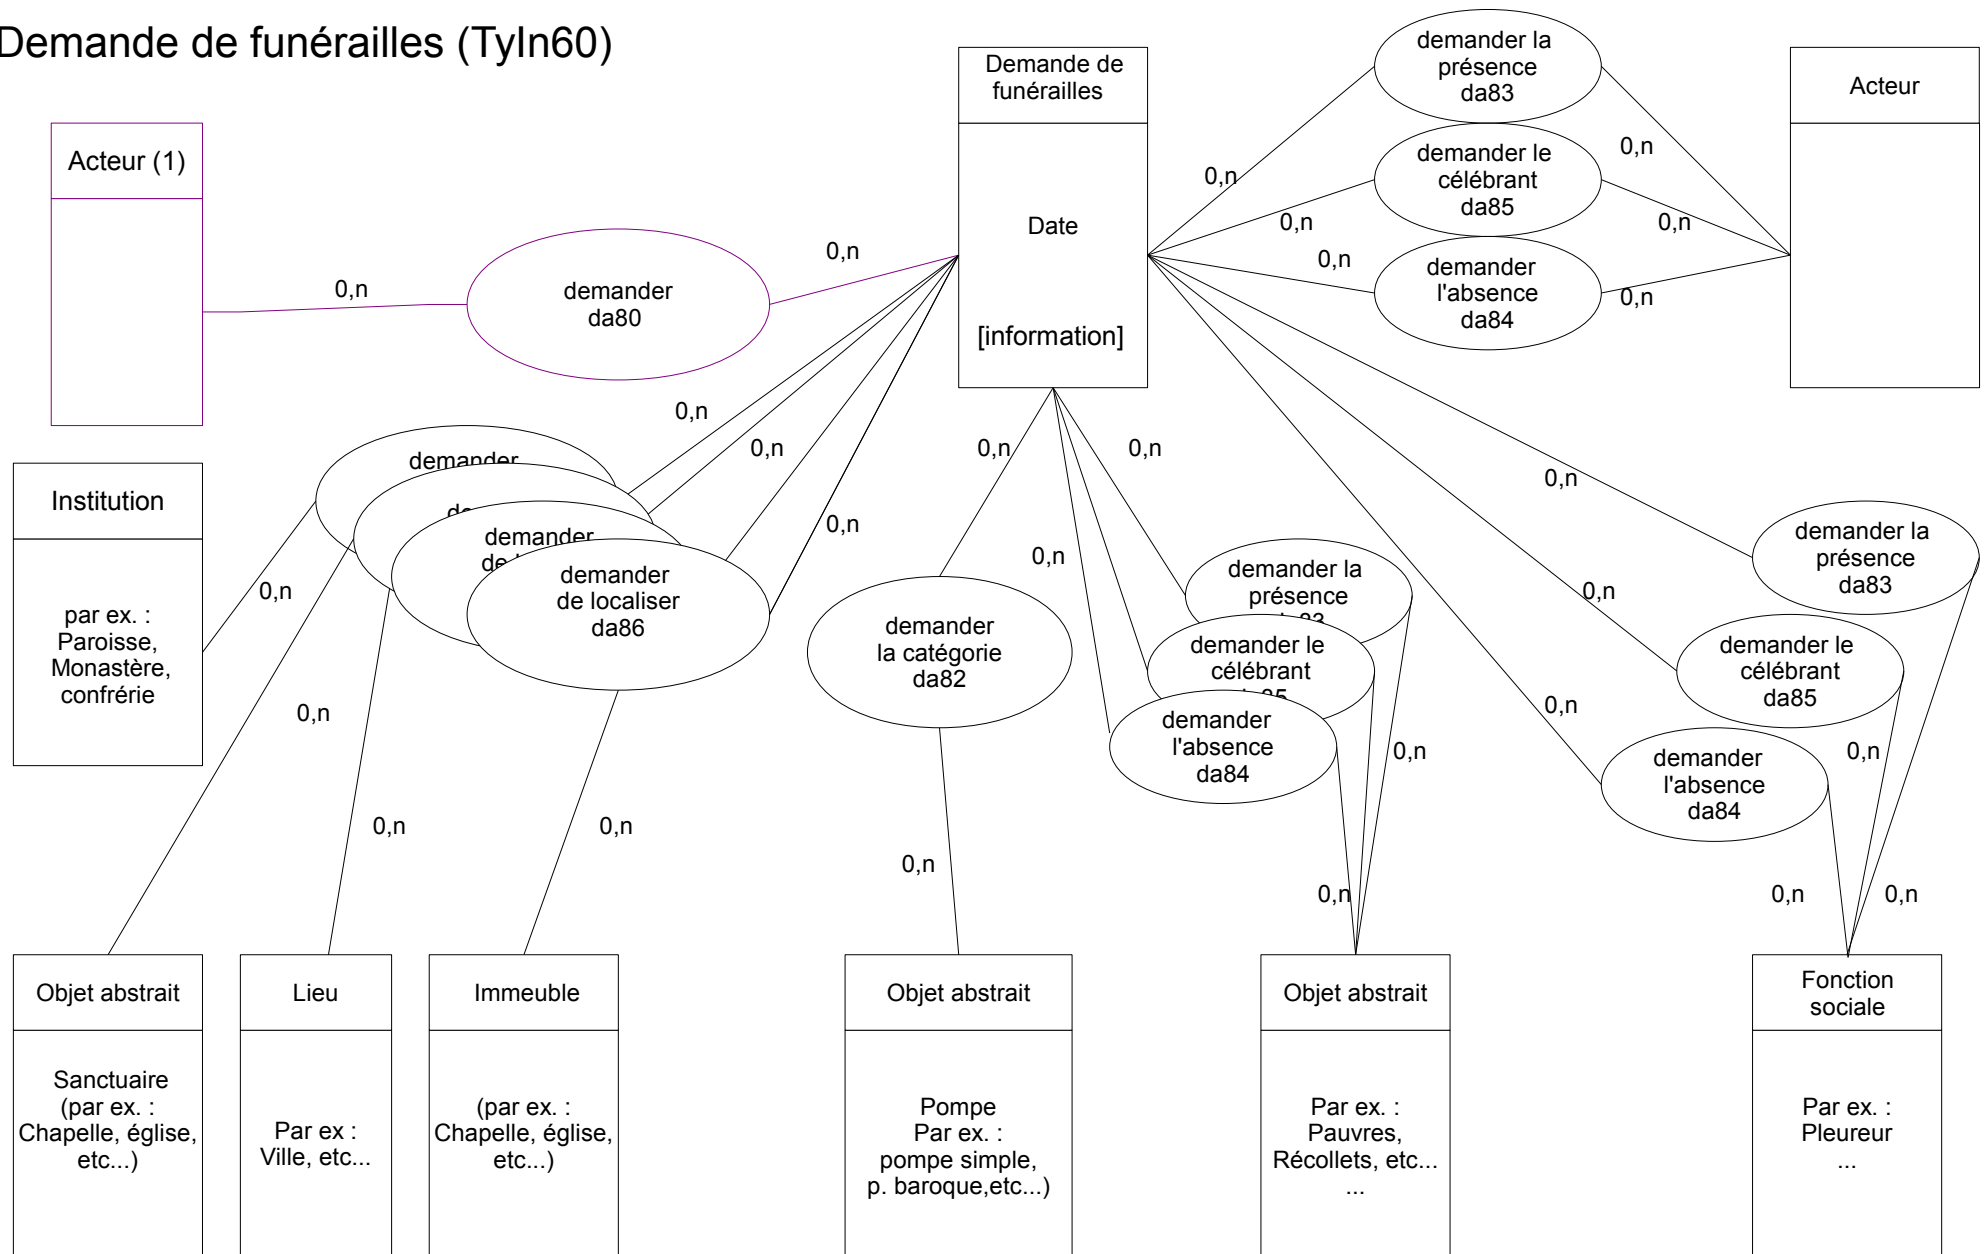 Demande de funérailles (TyIn60)
Demande de
funérailles
Date
[information]
demander la
présence
da83
demander le
célébrant
da85
demander
l'absence
da84
Acteur
0,n
0,n
0,n
0,n
0,n
0,n
Acteur (1)
0,n
demander
da80
0,n
Institution
par ex. :
Paroisse,
Monastère,
confrérie
0,n
0,n
0,n
0,n
demander
demander
demander
de localiser
da86
0,n
0,n
0,n
0,n
0,n
0,n
0,n
demander
la catégorie
da82
0,n
demander la
présence
demander le
célébrant
demander
l'absence
da84
0,n
0,n
0,n
0,n
0,n
demander la
présence
da83
demander le
célébrant
da85
demander
l'absence
da84
0,n
0,n
0,n
Objet abstrait
Sanctuaire
(par ex. :
Chapelle, église,
etc...)
Lieu
Par ex :
Ville, etc...
Immeuble
(par ex. :
Chapelle, église,
etc...)
Objet abstrait
Pompe
Par ex. :
pompe simple,
p. baroque,etc...)
Objet abstrait
Par ex. :
Pauvres,
Récollets, etc...
...
Fonction
sociale
Par ex. :
Pleureur
...